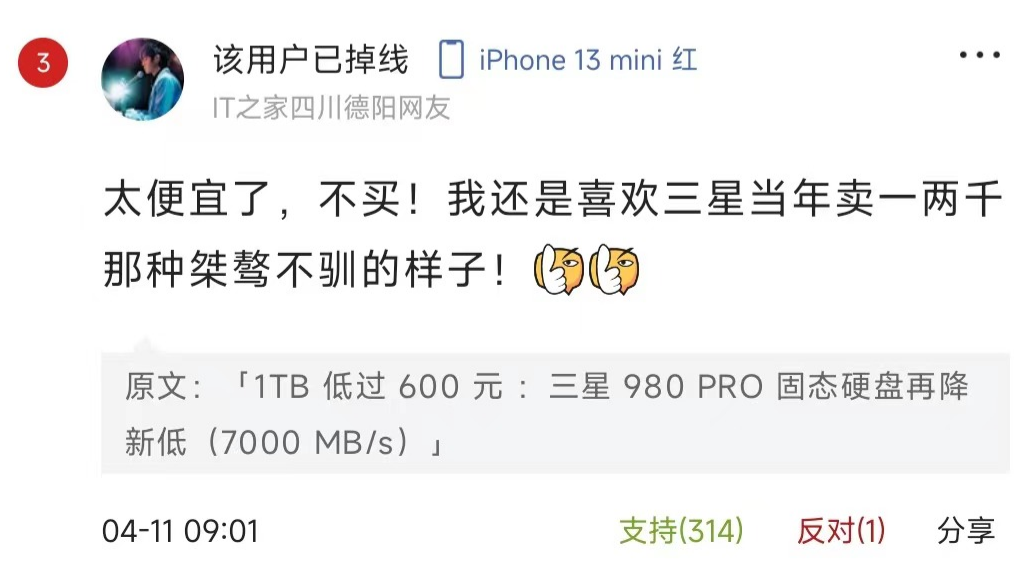 3
该用户已掉线 iPhone 13 mini 红
IT之家四川德阳网友
太便宜了，不买！我还是喜欢三星当年卖一两千
那种桀骜不驯的样子！
原文：「1TB 低过 600 元 ：三星 980 PRO 固态硬盘再降
新低（7000 MB/s）」
04-11 09:01 支持(314) 反对(1) 分享